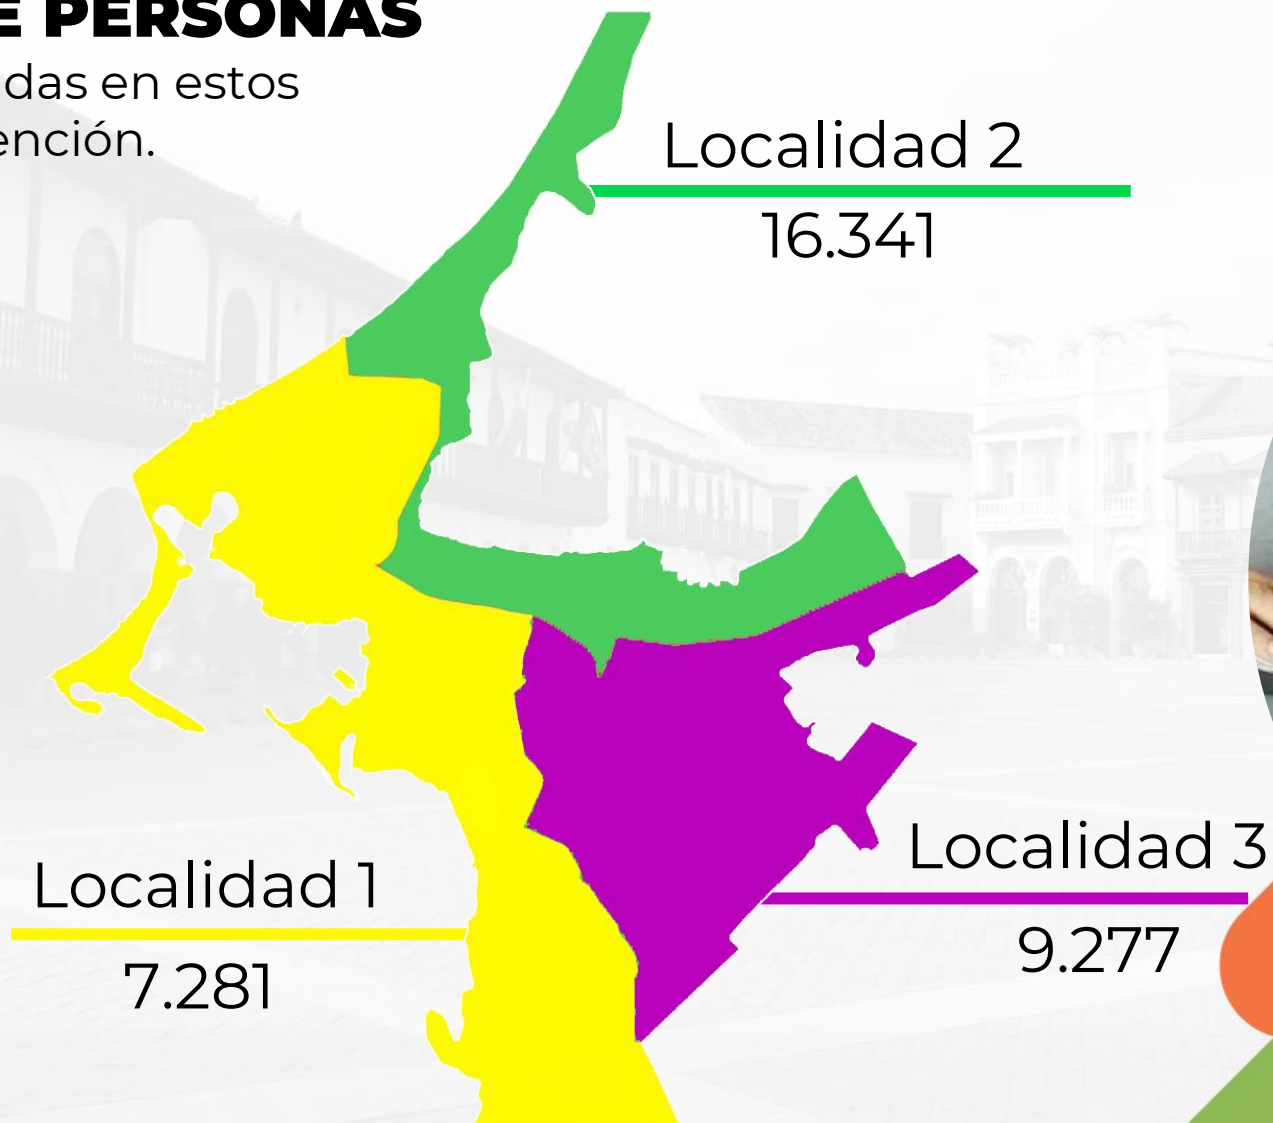 E PERSONAS
das en estos
ención.
Localidad 2
16.341
Localidad 1
7.281
Localidad 3
9.277